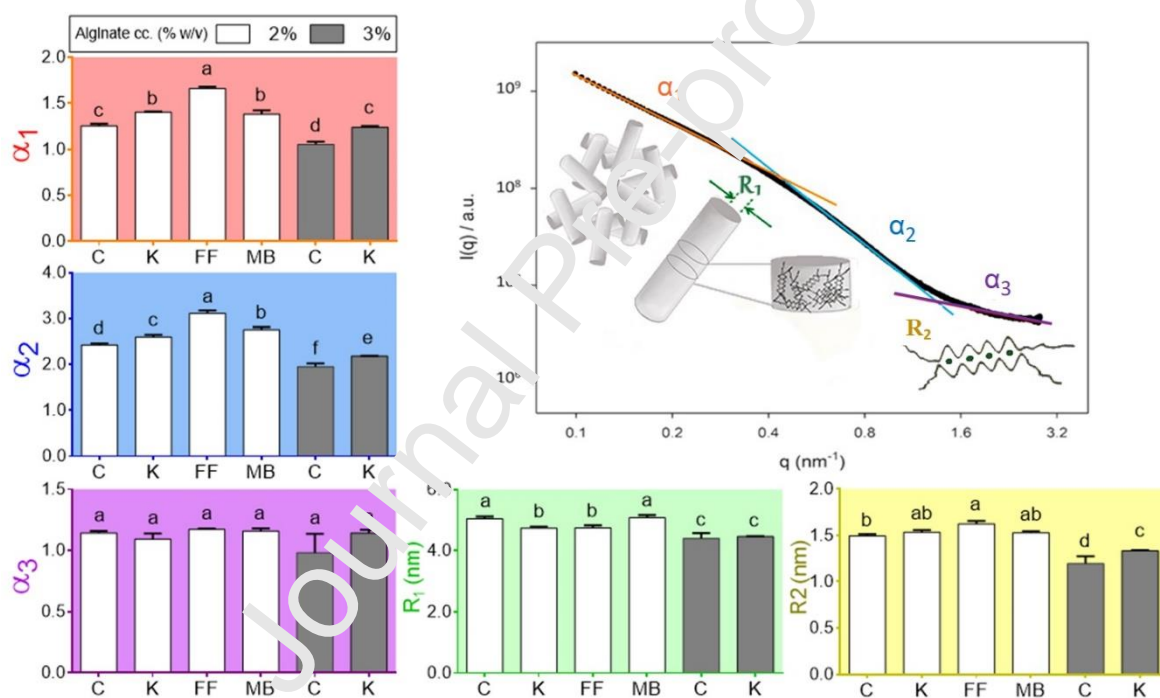 Alginate cc. (% w/v) 2% 3%
α1
2.0
1.5
1.0
0.5
0.0
c b a b d c
C K FF MB C K
α2
4.0
3.0
2.0
1.0
0.0
d c a b f e
C K FF MB C K
α3
1.5
1.0
0.5
0.0
a a a a a
C K FF MB C K
I(q) / a.u.
10⁹
10⁸
α2
α3
R1
R2
0.1 0.2 0.4 0.8 1.6 3.2
q (nm⁻¹)
R1 (nm)
4.0
2.0
0.0
a b b a c c
C K FF MB C K
R2 (nm)
2.0
1.5
1.0
0.5
0.0
b ab a ab d c
C K FF MB C K
Journal Pre-pro